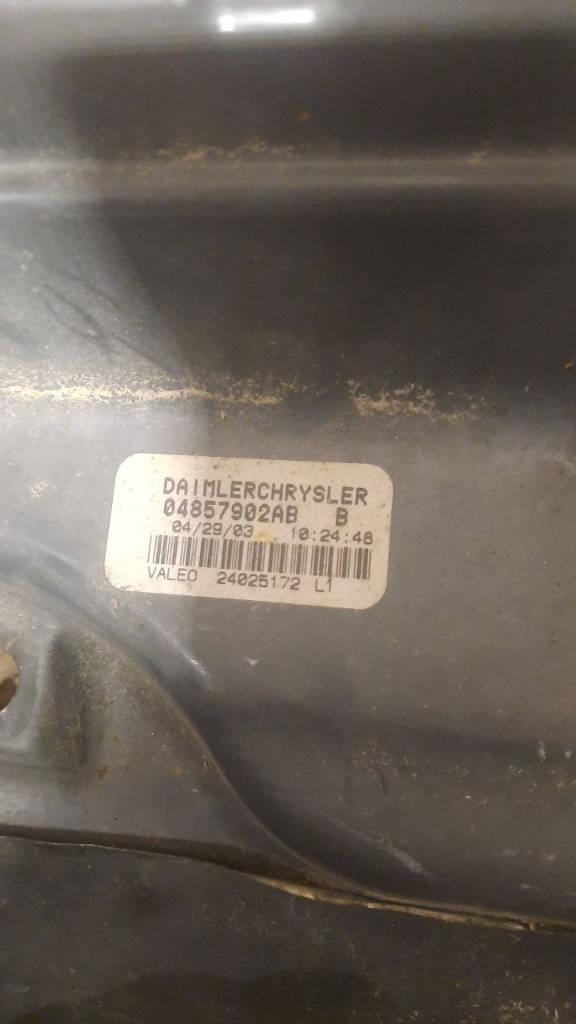 DAIMLERCHRYSLER
04857902AB B
04/29/03 10:24:48
VALEO 24025172 L1